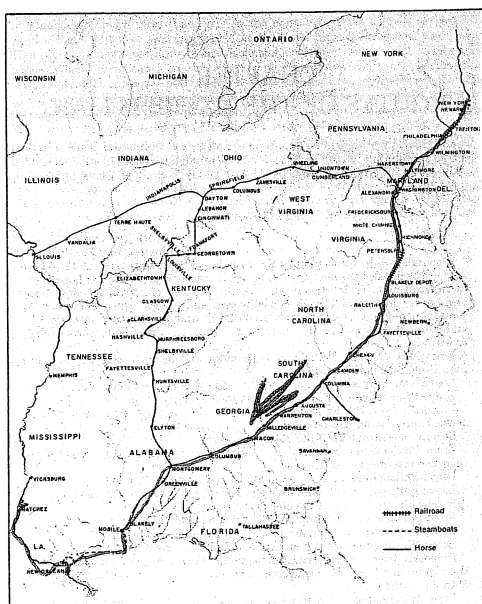 ONTARIO
NEW YORK
WISCONSIN
MICHIGAN
NEW YORK
NEWARK
PENNSYLVANIA
TRENTON
PHILADELPHIA
INDIANA
OHIO
WILMINGTON
ILLINOIS
WHEELING
UNIONTOWN
HAGERSTOWN
BALTIMORE
CUMBERLAND
MARYLAND
INDIANAPOLIS
SPRINGFIELD
ZANESVILLE
COLUMBUS
ALEXANDRIA
WASHINGTON
DEL.
DAYTON
LEBANON
WEST
VIRGINIA
CINCINNATI
FREDERICKSBURG
TERRE HAUTE
SHELBYVILLE
FRANKFORT
WHITE CHIMNEY
VANDALIA
VIRGINIA
RICHMOND
ST. LOUIS
LOUISVILLE
GEORGETOWN
PETERSBURG
ELIZABETHTOWN
KENTUCKY
BLAKELY DEPOT
GLASGOW
LOUISBURG
NORTH
CAROLINA
RALEIGH
CLARKSVILLE
NEWBERN
NASHVILLE
MURFREESBORO
FAYETTEVILLE
SHELBYVILLE
TENNESSEE
CHERAW
FAYETTESVILLE
SOUTH
CAROLINA
CAMDEN
MEMPHIS
HUNTSVILLE
COLUMBIA
GEORGIA
AUGUSTA
WARRENTON
CHARLESTON
ELYTON
MILLEDGEVILLE
MISSISSIPPI
MACON
ALABAMA
COLUMBUS
SAVANNAH
MONTGOMERY
VICKSBURG
GREENVILLE
BRUNSWICK
NATCHEZ
Railroad
BLAKELY
MOBILE
TALLAHASSEE
Steamboats
FLORIDA
LA.
Horse
NEW ORLEANS